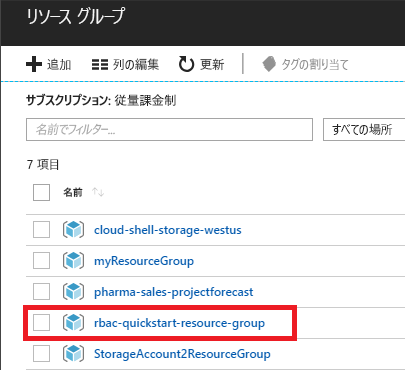 リソース グループ
追加 列の編集 更新 タグの割り当て
サブスクリプション: 従量課金制
名前でフィルター... すべての場所
7 項目
名前
cloud-shell-storage-westus
myResourceGroup
pharma-sales-projectforecast
rbac-quickstart-resource-group
StorageAccount2ResourceGroup